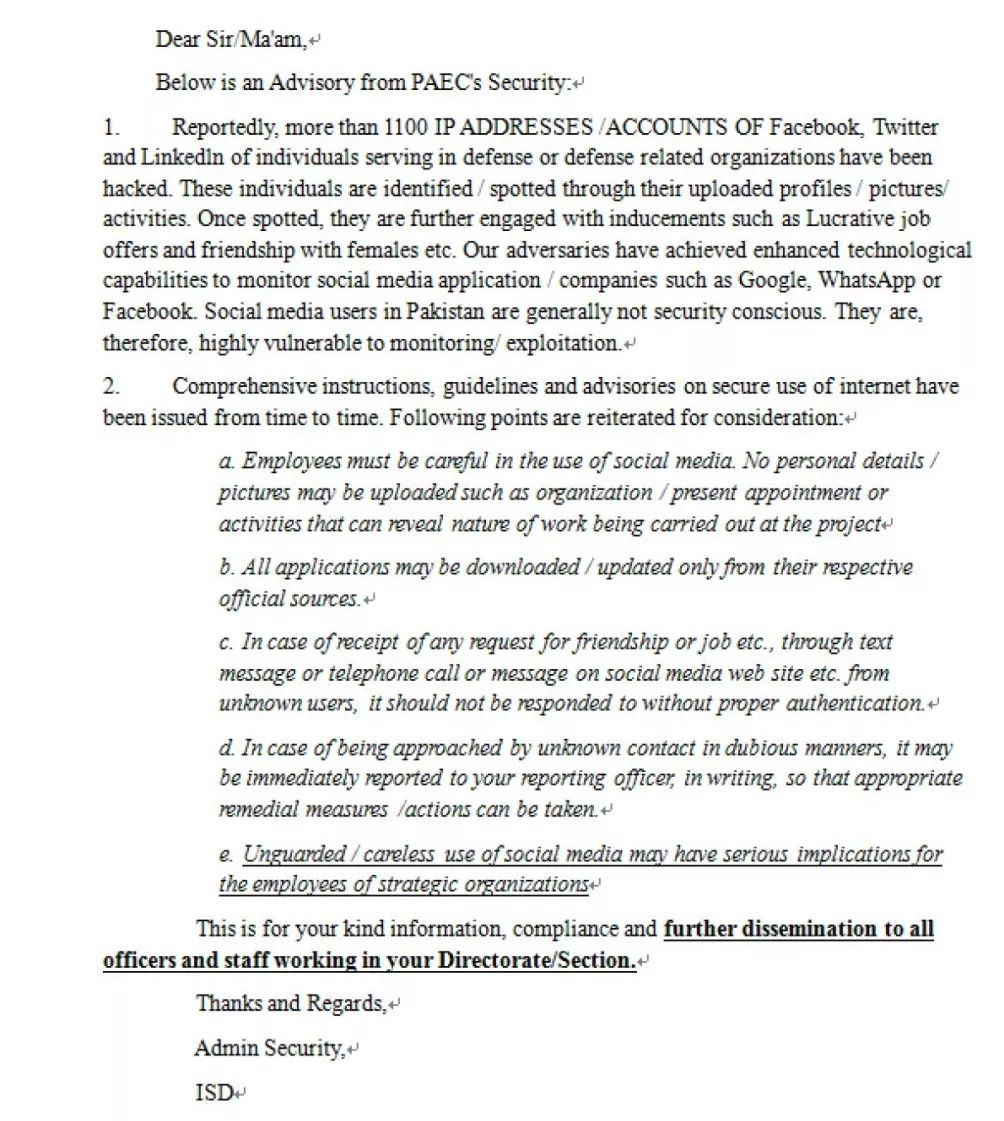 Dear Sir/Ma'am,↵
Below is an Advisory from PAEC's Security:↵
1. Reportedly, more than 1100 IP ADDRESSES /ACCOUNTS OF Facebook, Twitter
and LinkedIn of individuals serving in defense or defense related organizations have been
hacked. These individuals are identified / spotted through their uploaded profiles / pictures/
activities. Once spotted, they are further engaged with inducements such as Lucrative job
offers and friendship with females etc. Our adversaries have achieved enhanced technological
capabilities to monitor social media application / companies such as Google, WhatsApp or
Facebook. Social media users in Pakistan are generally not security conscious. They are,
therefore, highly vulnerable to monitoring/ exploitation.↵
2. Comprehensive instructions, guidelines and advisories on secure use of internet have
been issued from time to time. Following points are reiterated for consideration:↵
a. Employees must be careful in the use of social media. No personal details /
pictures may be uploaded such as organization / present appointment or
activities that can reveal nature of work being carried out at the project↵
b. All applications may be downloaded / updated only from their respective
official sources.↵
c. In case of receipt of any request for friendship or job etc., through text
message or telephone call or message on social media web site etc. from
unknown users, it should not be responded to without proper authentication.↵
d. In case of being approached by unknown contact in dubious manners, it may
be immediately reported to your reporting officer, in writing, so that appropriate
remedial measures /actions can be taken.↵
e. Unguarded / careless use of social media may have serious implications for
the employees of strategic organizations↵
This is for your kind information, compliance and further dissemination to all
officers and staff working in your Directorate/Section.↵
Thanks and Regards,↵
Admin Security,↵
ISD↵